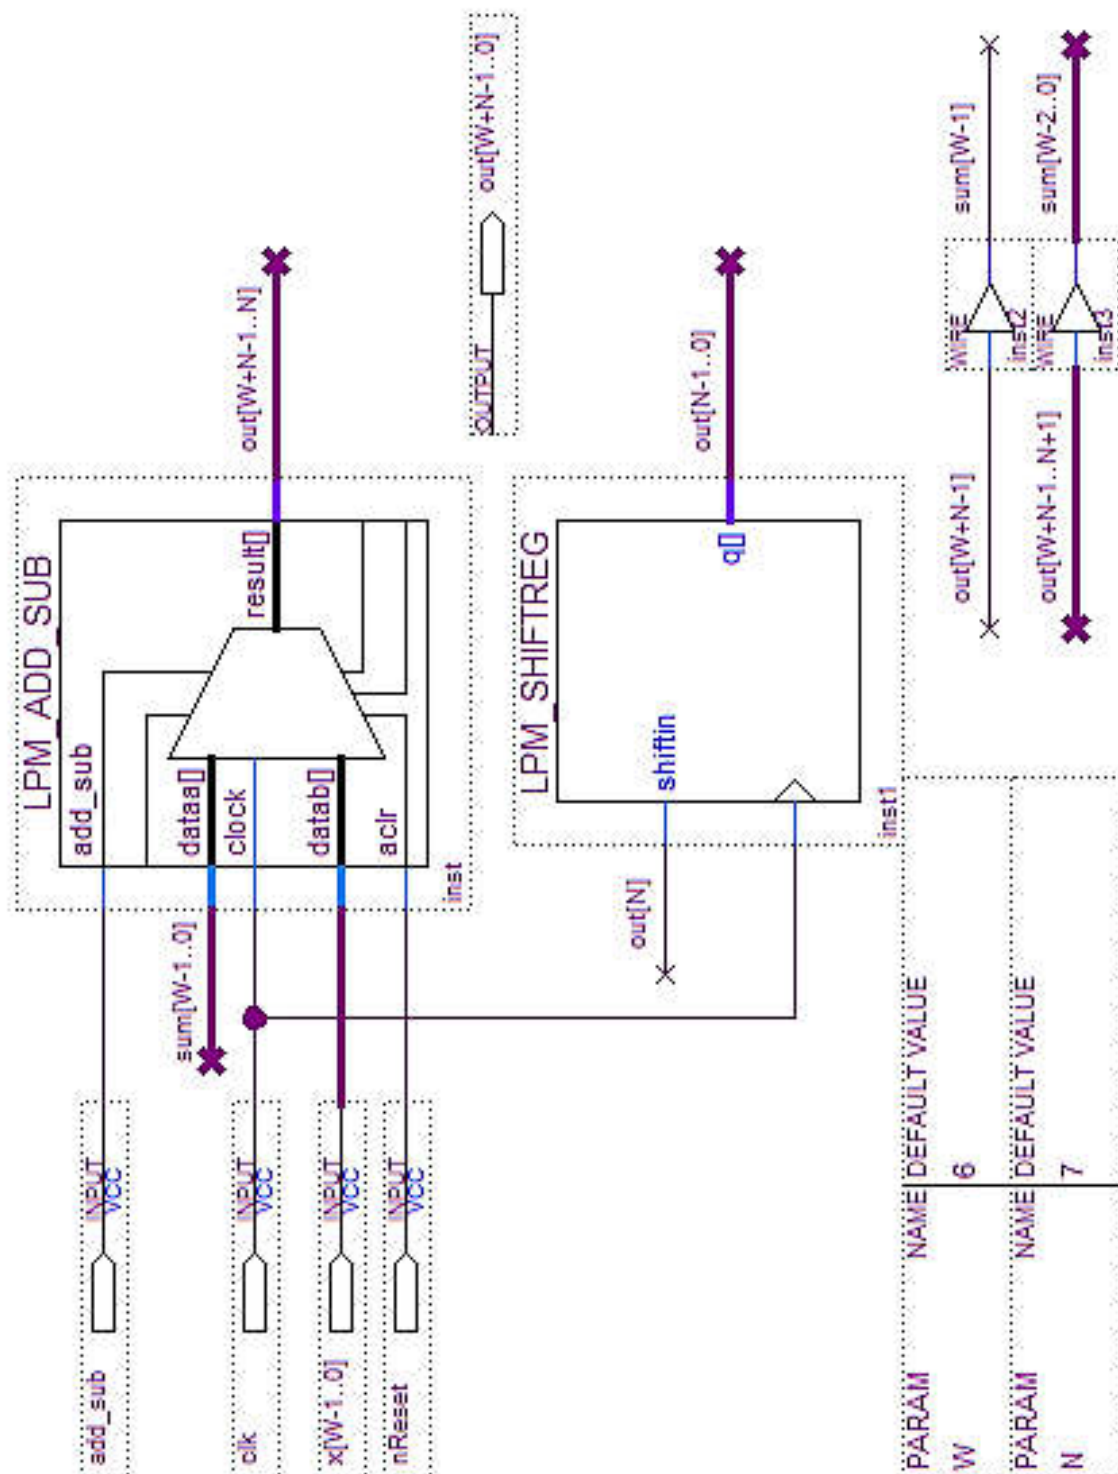 add_sub
INPUT
VCC
clk
INPUT
VCC
x[W-1..0]
INPUT
VCC
nReset
INPUT
VCC
sum[W-1..0]
LPM_ADD_SUB
add_sub
dataa[]
clock
datab[]
aclr
result[]
inst
out[W+N-1..N]
OUTPUT
out[W+N-1..0]
LPM_SHIFTREG
out[N]
shiftin
q[]
inst1
out[N-1..0]
out[W+N-1]
WIRE
inst2
sum[W-1]
out[W+N-1..N+1]
WIRE
inst3
sum[W-2..0]
PARAM NAME DEFAULT VALUE
W 6
PARAM NAME DEFAULT VALUE
N 7